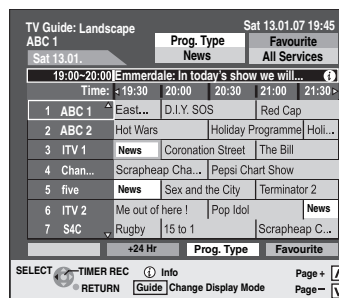 TV Guide: Landscape Sat 13.01.07 19:45
ABC 1 Prog. Type Favourite
Sat 13.01. News All Services
19:00~20:00 Emmerdale: In today's show we will... i
Time: 19:30 20:00 20:30 21:00 21:30
1 ABC 1 East... D.I.Y. SOS Red Cap
2 ABC 2 Hot Wars Holiday Programme Holi...
3 ITV 1 News Coronation Street The Bill
4 Chan... Scrapheap Cha... Pepsi Chart Show
5 five News Sex and the City Terminator 2
6 ITV 2 Me out of here ! Pop Idol News
7 S4C Rugby 15 to 1 Scrapheap C...
+24 Hr Prog. Type Favourite
SELECT TIMER REC i Info Page+
RETURN Guide Change Display Mode Page−